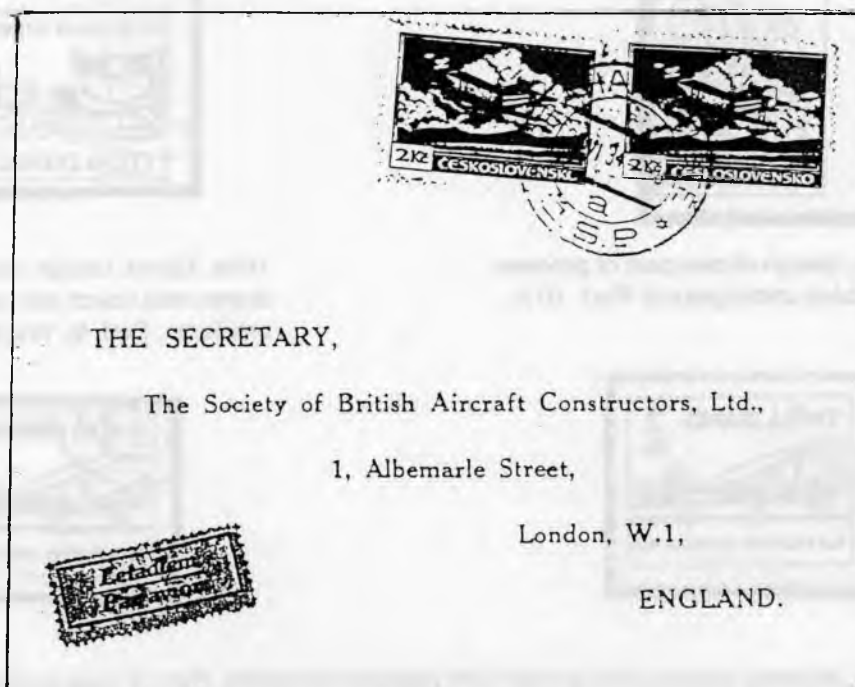 2 Kč ČESKOSLOVENSKO
2 Kč ČESKOSLOVENSKO
a
THE SECRETARY,
The Society of British Aircraft Constructors, Ltd.,
1, Albemarle Street,
London, W.1,
ENGLAND.
Letadlem
Par avion